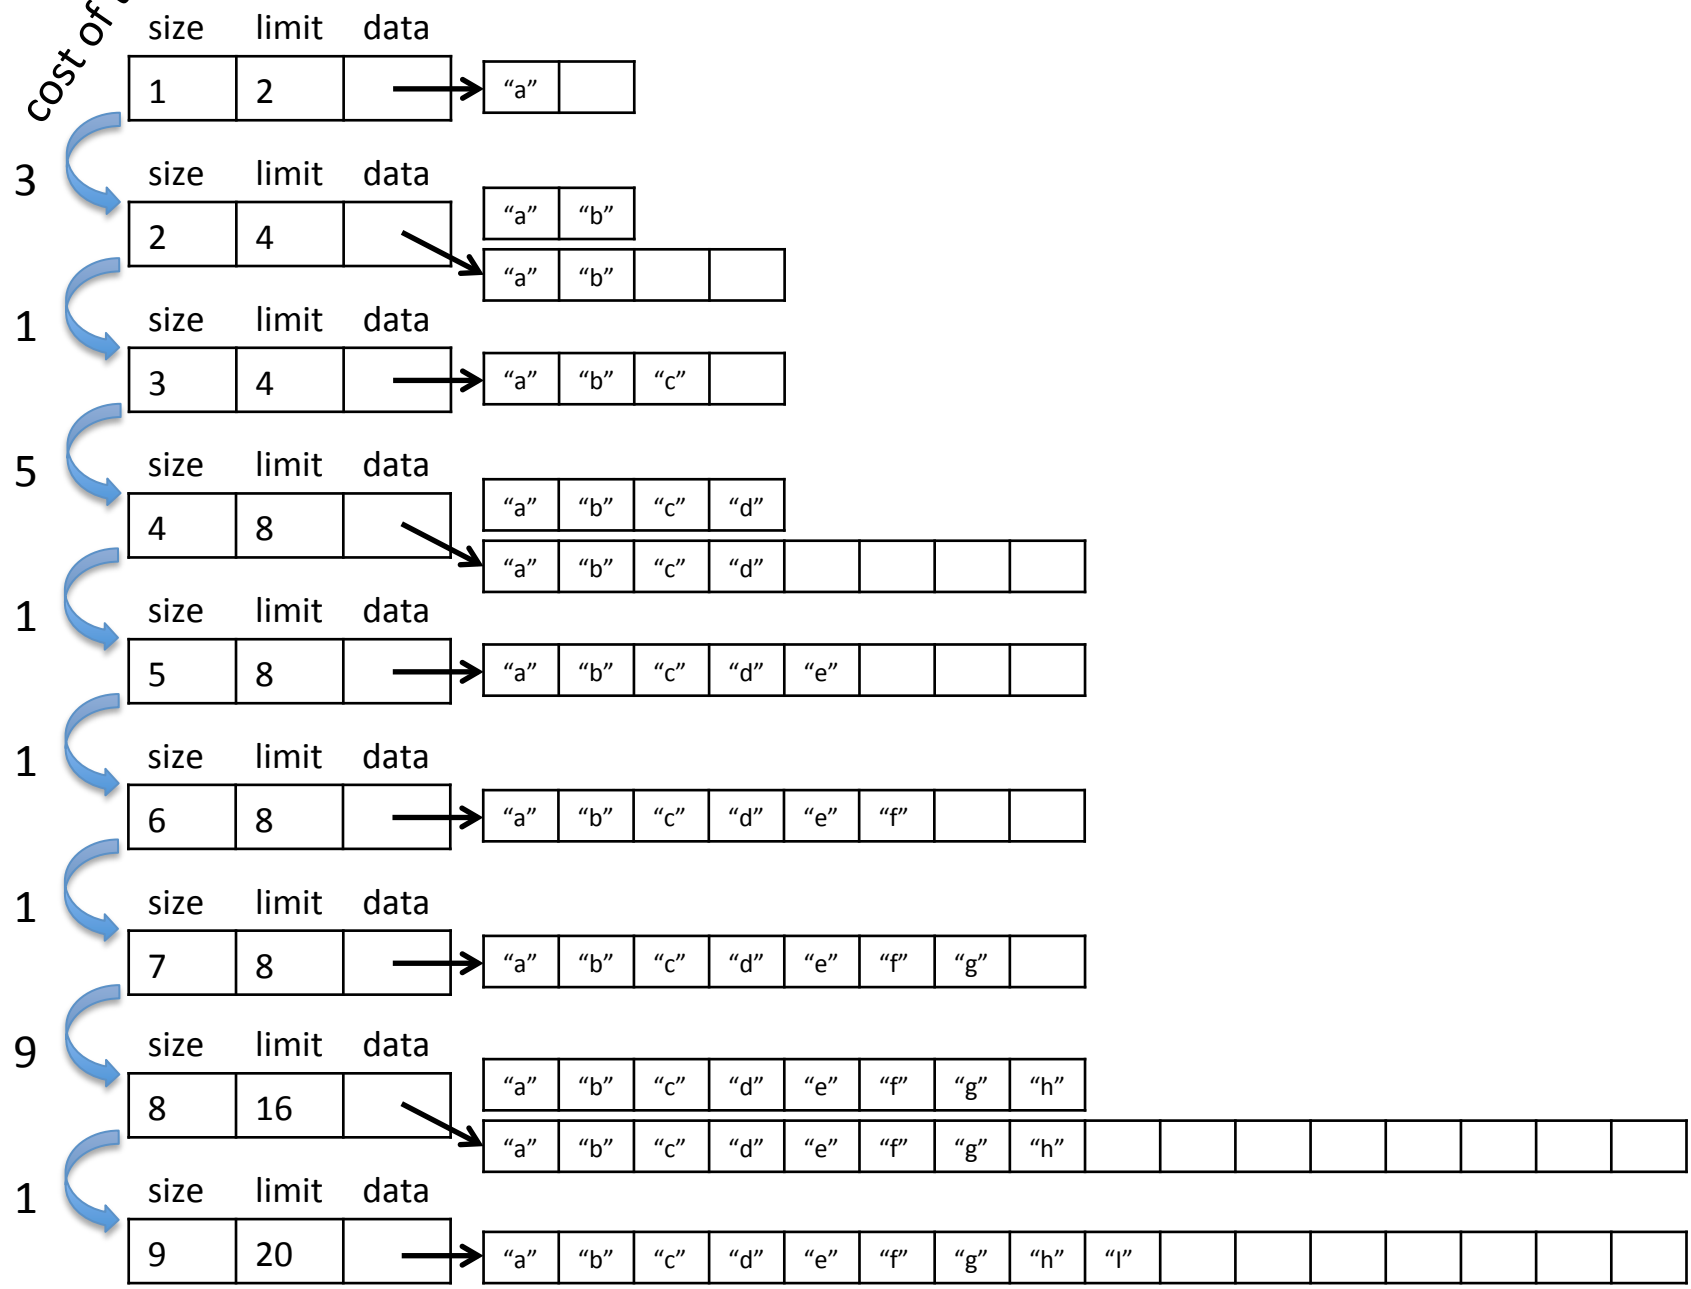 cost of
size limit data
1 2 “a”
3
size limit data
2 4 “a” “b”
“a” “b”
1
size limit data
3 4 “a” “b” “c”
5
size limit data
4 8 “a” “b” “c” “d”
“a” “b” “c” “d”
1
size limit data
5 8 “a” “b” “c” “d” “e”
1
size limit data
6 8 “a” “b” “c” “d” “e” “f”
1
size limit data
7 8 “a” “b” “c” “d” “e” “f” “g”
9
size limit data
8 16 “a” “b” “c” “d” “e” “f” “g” “h”
“a” “b” “c” “d” “e” “f” “g” “h”
1
size limit data
9 20 “a” “b” “c” “d” “e” “f” “g” “h” “I”